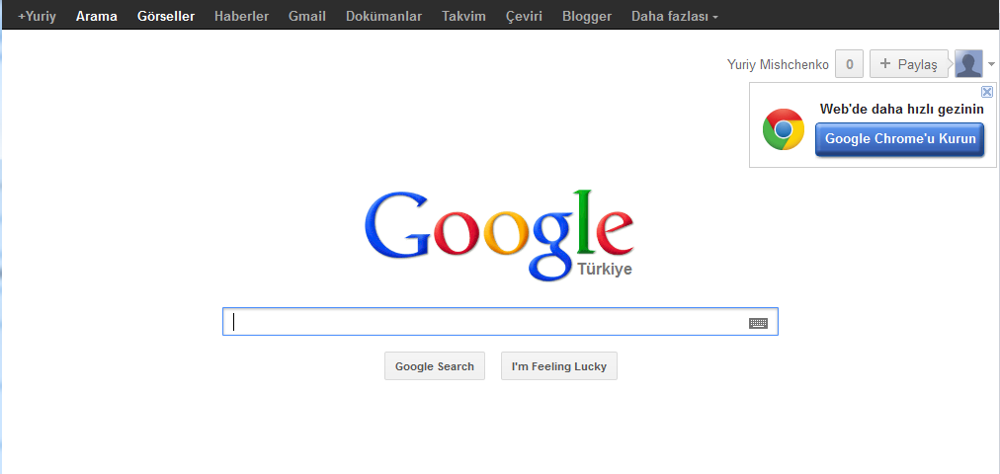 +Yuriy Arama Görseller Haberler Gmail Dokümanlar Takvim Çeviri Blogger Daha fazlası
Yuriy Mishchenko 0 + Paylaş
Web'de daha hızlı gezinin
Google Chrome'u Kurun
Google
Türkiye
Google Search I'm Feeling Lucky